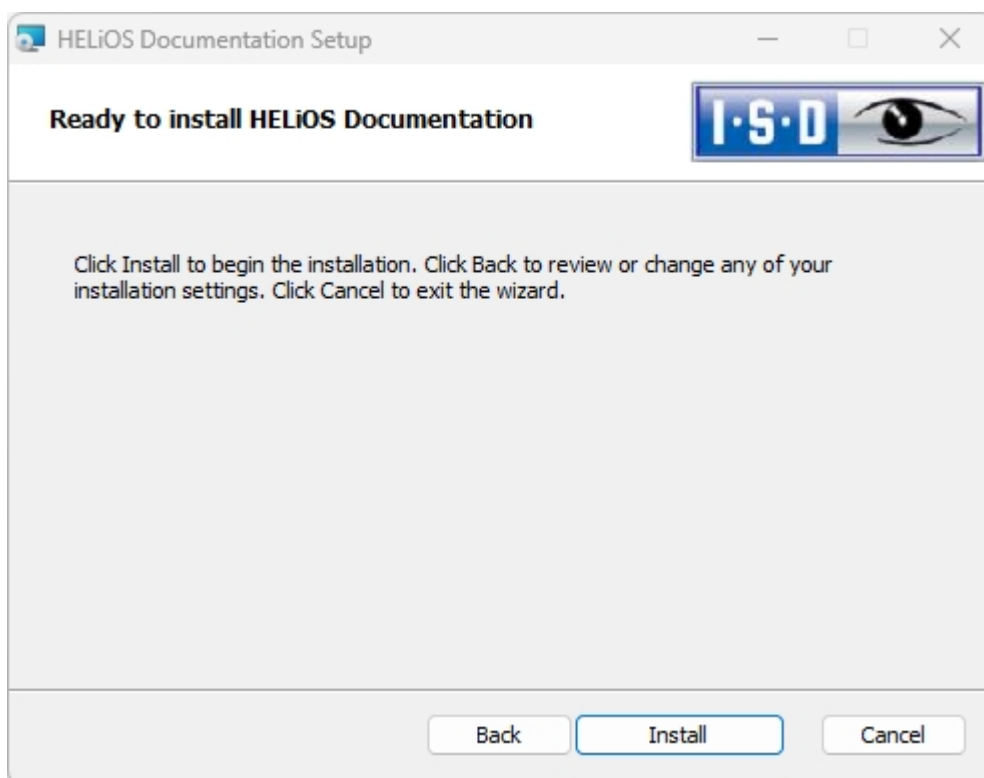 HELiOS Documentation Setup
Ready to install HELiOS Documentation
I·S·D
Click Install to begin the installation. Click Back to review or change any of your
installation settings. Click Cancel to exit the wizard.
Back
Install
Cancel